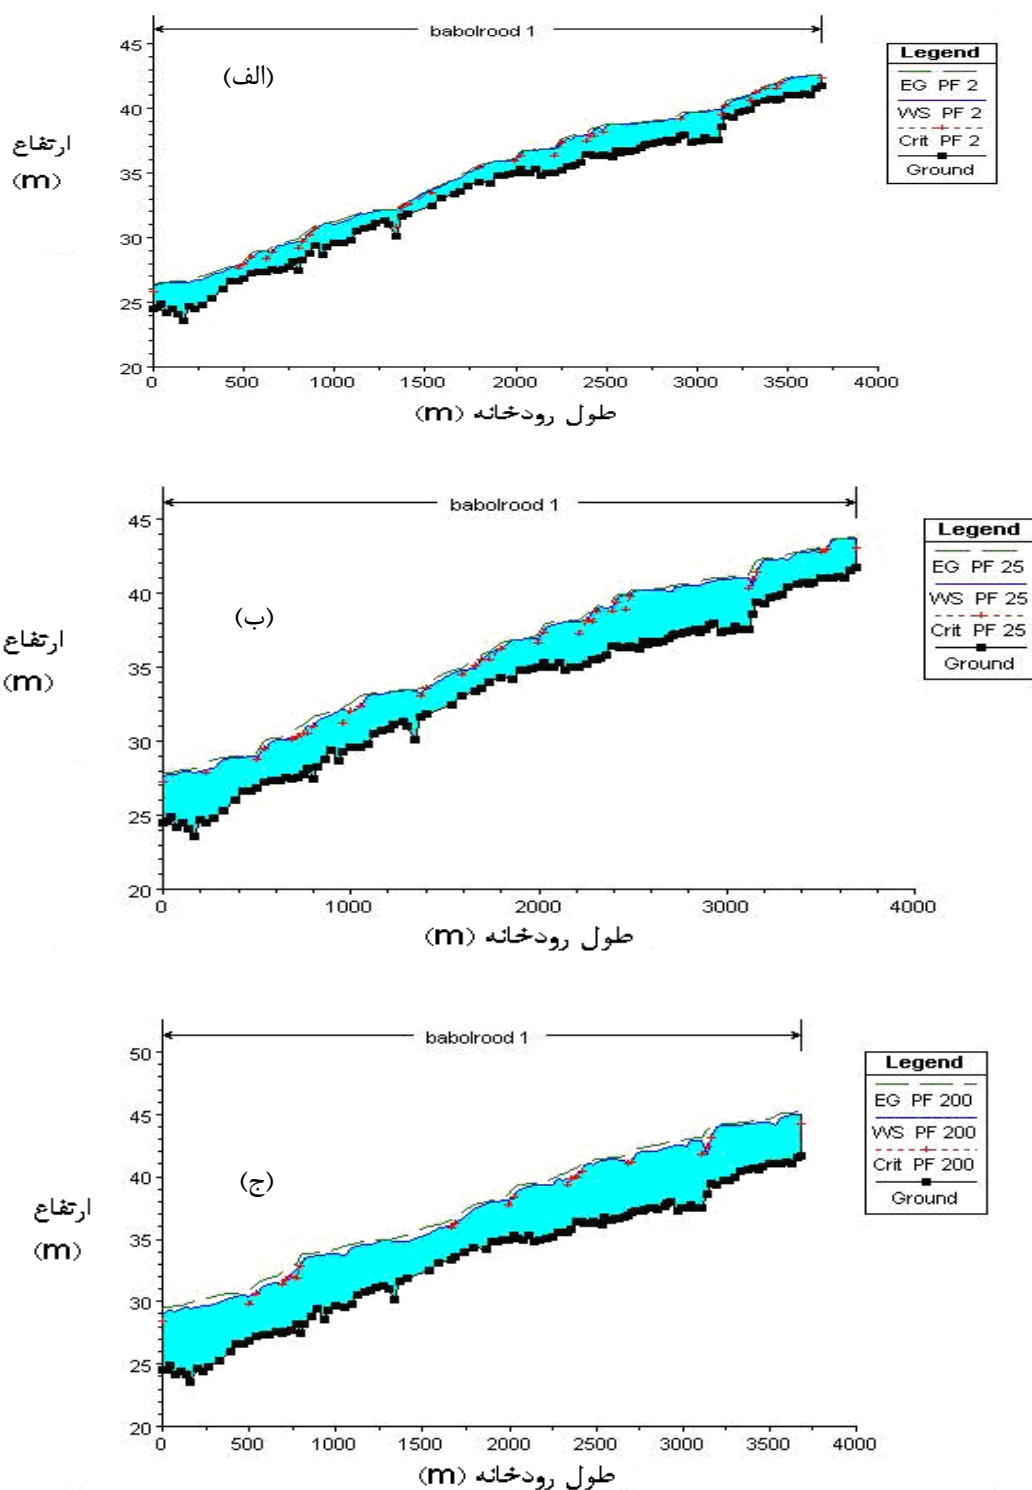 babolrood 1
45
40
35
30
25
20
(الف)
ارتفاع
(m)
0 500 1000 1500 2000 2500 3000 3500 4000
طول رودخانه (m)
Legend
EG PF 2
WS PF 2
Crit PF 2
Ground
babolrood 1
45
40
35
30
25
20
(ب)
ارتفاع
(m)
0 1000 2000 3000 4000
طول رودخانه (m)
Legend
EG PF 25
WS PF 25
Crit PF 25
Ground
babolrood 1
50
45
40
35
30
25
20
(ج)
ارتفاع
(m)
0 500 1000 1500 2000 2500 3000 3500 4000
طول رودخانه (m)
Legend
EG PF 200
WS PF 200
Crit PF 200
Ground